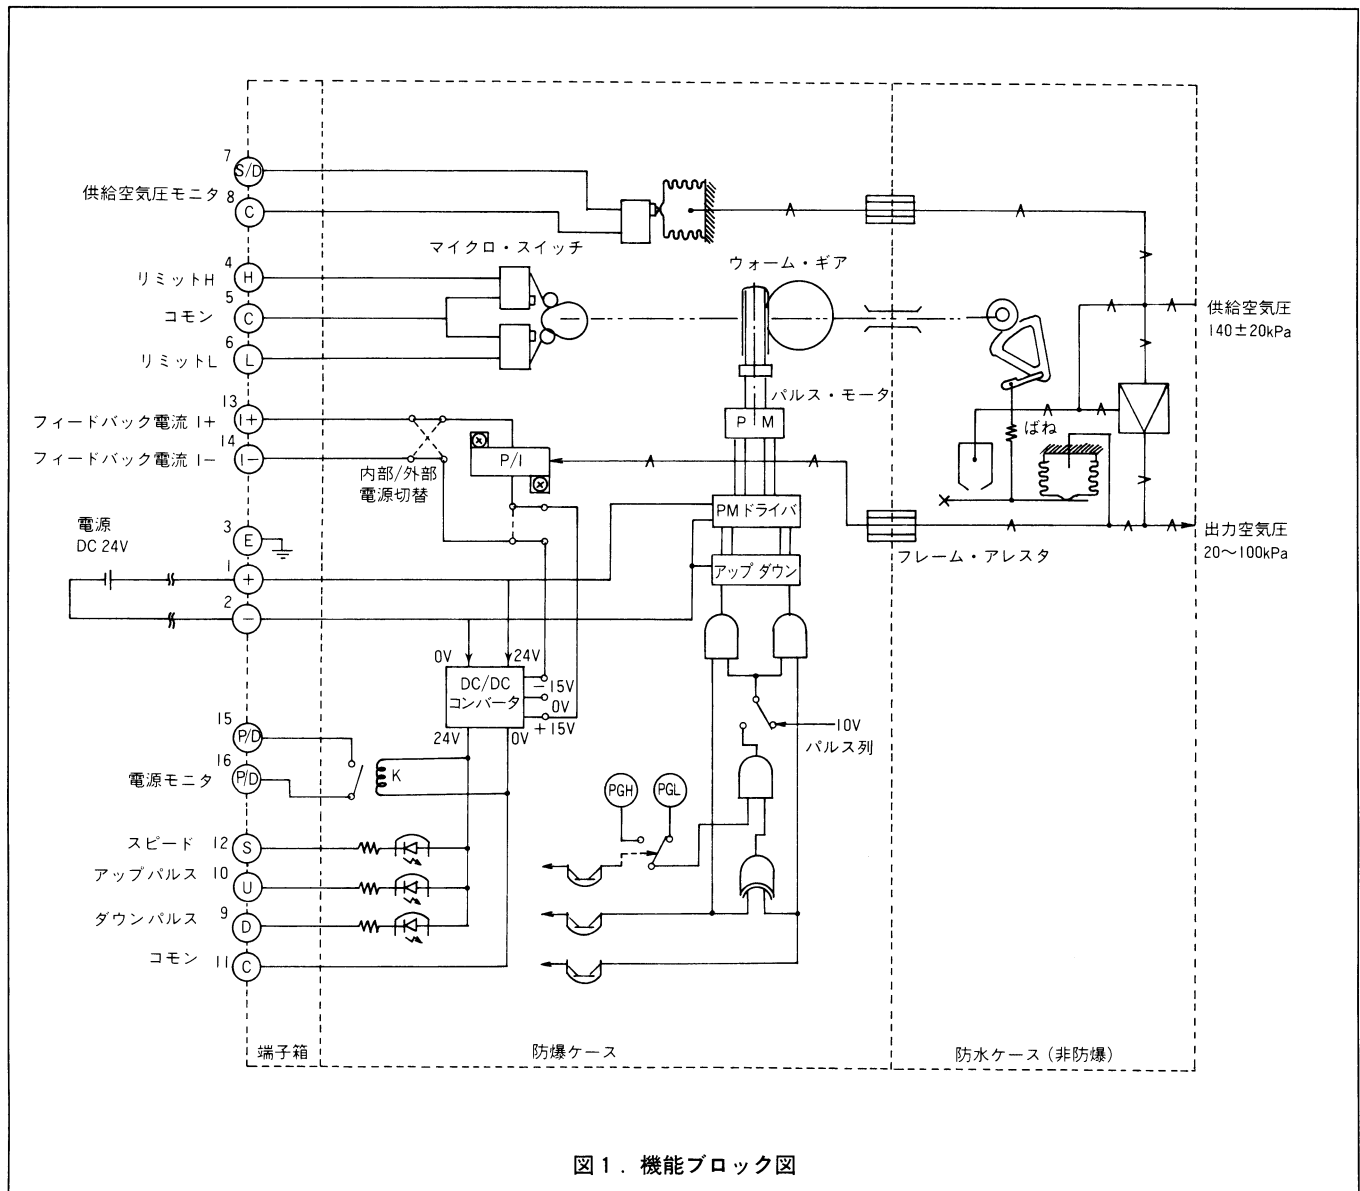 7
S/D
供給空気圧モニタ
8
C
マイクロ・スイッチ
ウォーム・ギア
4
リミットH
H
5
コモン
C
6
リミットL
L
供給空気圧
140±20kPa
13
フィードバック電流 I+
I+
14
フィードバック電流 I−
I−
パルス・モータ
P M
ばね
P/I
内部/外部
電源切替
PMドライバ
フレーム・アレスタ
出力空気圧
20〜100kPa
電源
DC 24V
3
E
1
+
2
−
アップ ダウン
0V
24V
DC/DC
コンバータ
−15V
0V
+15V
24V
0V
10V
パルス列
15
P/D
16
電源モニタ
P/D
K
PGH
PGL
スピード
12
S
アップパルス
10
U
ダウンパルス
9
D
コモン
11
C
端子箱
防爆ケース
防水ケース (非防爆)
図1．機能ブロック図